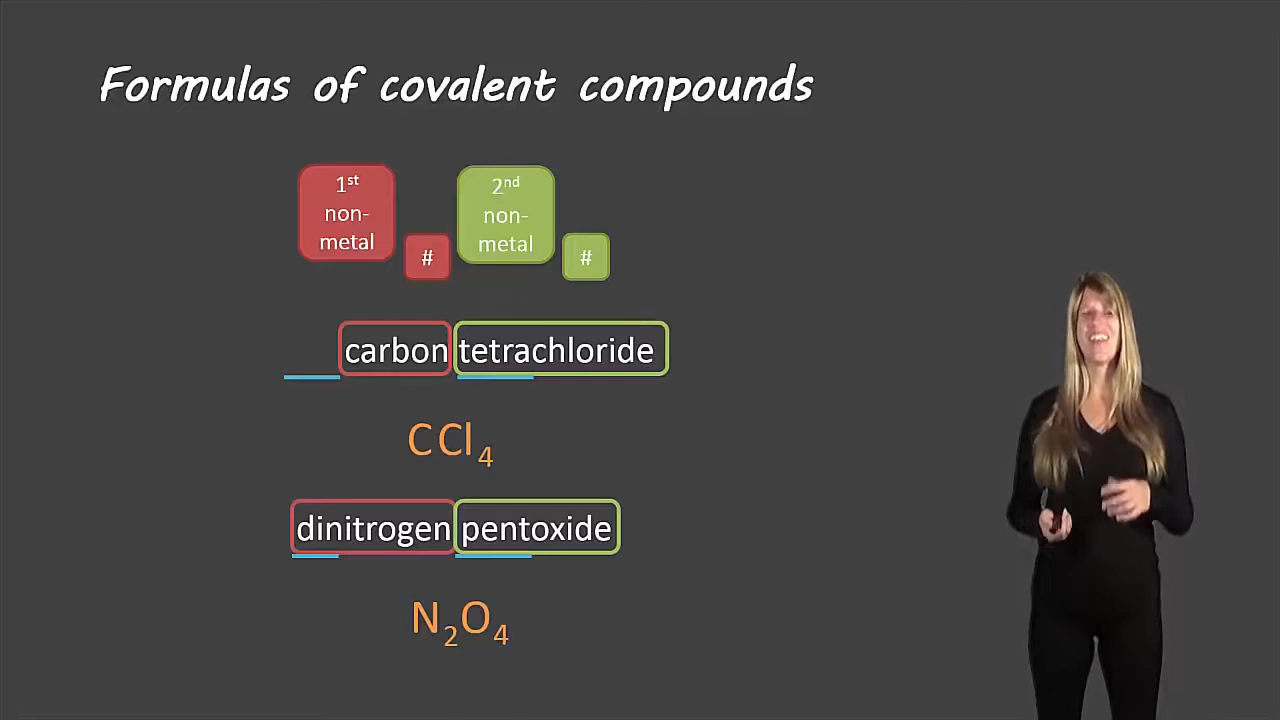 Formulas of covalent compounds
1st non-metal # 2nd non-metal #
carbon tetrachloride
CCl4
dinitrogen pentoxide
N2O4